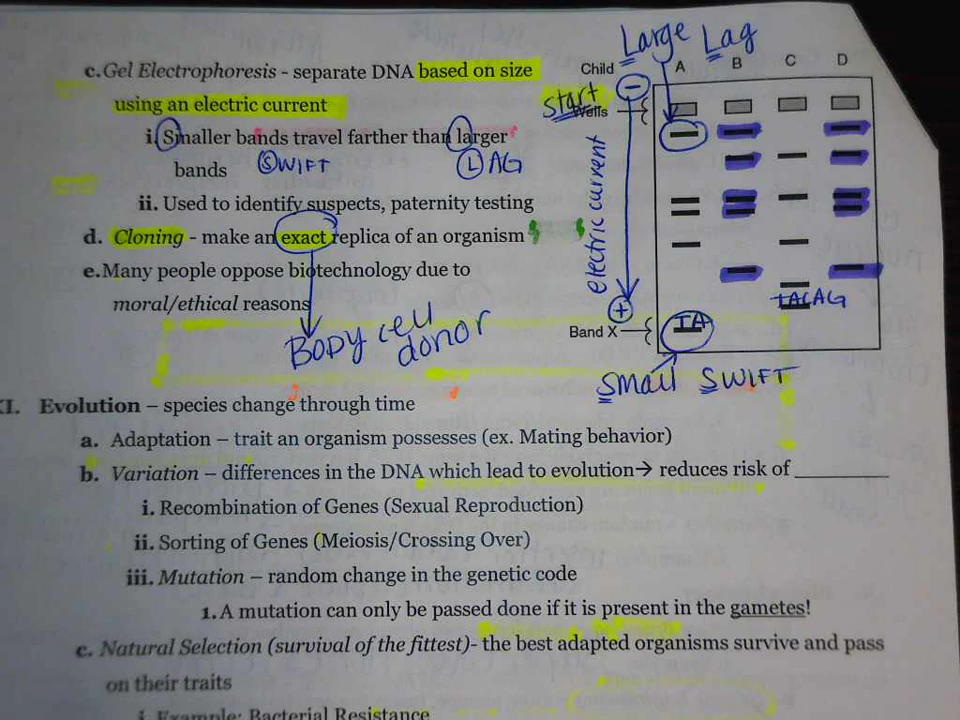 Large Lag
c. Gel Electrophoresis - separate DNA based on size
using an electric current
i. Smaller bands travel farther than larger
bands
SWIFT
LAG
ii. Used to identify suspects, paternity testing
d. Cloning - make an exact replica of an organism
e. Many people oppose biotechnology due to
moral/ethical reasons
BODY cell
donor
Child A B C D
−
start
Wells
electric current
+
Band X
TA
TACAG
Small SWIFT
XI. Evolution – species change through time
a. Adaptation – trait an organism possesses (ex. Mating behavior)
b. Variation – differences in the DNA which lead to evolution→ reduces risk of ________
i. Recombination of Genes (Sexual Reproduction)
ii. Sorting of Genes (Meiosis/Crossing Over)
iii. Mutation – random change in the genetic code
1. A mutation can only be passed done if it is present in the gametes!
c. Natural Selection (survival of the fittest)- the best adapted organisms survive and pass
on their traits
i. Example: Bacterial Resistance